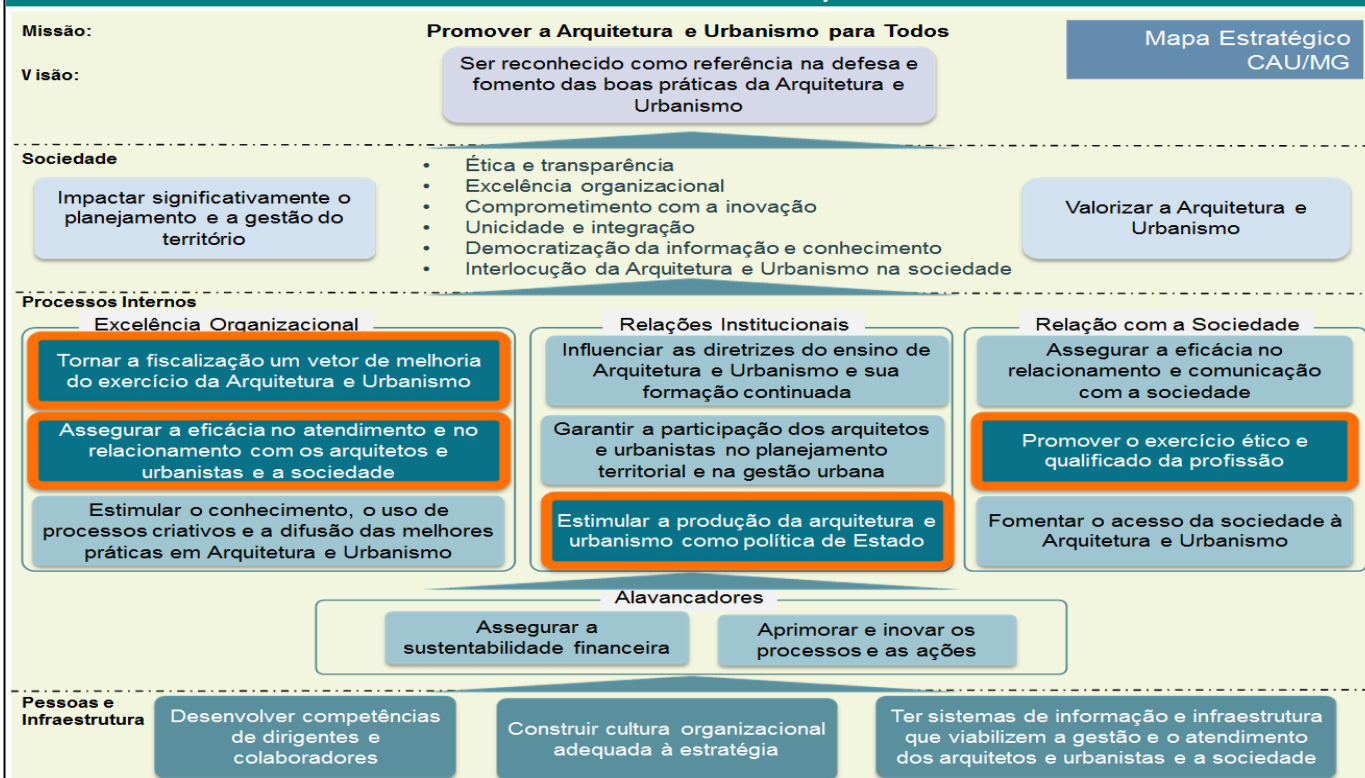 Missão:
Promover a Arquitetura e Urbanismo para Todos
Mapa Estratégico
CAU/MG
Visão:
Ser reconhecido como referência na defesa e
fomento das boas práticas da Arquitetura e
Urbanismo
Sociedade
Impactar significativamente o
planejamento e a gestão do
território
• Ética e transparência
• Excelência organizacional
• Comprometimento com a inovação
• Unicidade e integração
• Democratização da informação e conhecimento
• Interlocução da Arquitetura e Urbanismo na sociedade
Valorizar a Arquitetura e
Urbanismo
Processos Internos
Excelência Organizacional
Tornar a fiscalização um vetor de melhoria
do exercício da Arquitetura e Urbanismo
Assegurar a eficácia no atendimento e no
relacionamento com os arquitetos e
urbanistas e a sociedade
Estimular o conhecimento, o uso de
processos criativos e a difusão das melhores
práticas em Arquitetura e Urbanismo
Relações Institucionais
Influenciar as diretrizes do ensino de
Arquitetura e Urbanismo e sua
formação continuada
Garantir a participação dos arquitetos
e urbanistas no planejamento
territorial e na gestão urbana
Estimular a produção da arquitetura e
urbanismo como política de Estado
Relação com a Sociedade
Assegurar a eficácia no
relacionamento e comunicação
com a sociedade
Promover o exercício ético e
qualificado da profissão
Fomentar o acesso da sociedade à
Arquitetura e Urbanismo
Alavancadores
Assegurar a
sustentabilidade financeira
Aprimorar e inovar os
processos e as ações
Pessoas e
Infraestrutura
Desenvolver competências
de dirigentes e
colaboradores
Construir cultura organizacional
adequada à estratégia
Ter sistemas de informação e infraestrutura
que viabilizem a gestão e o atendimento
dos arquitetos e urbanistas e a sociedade